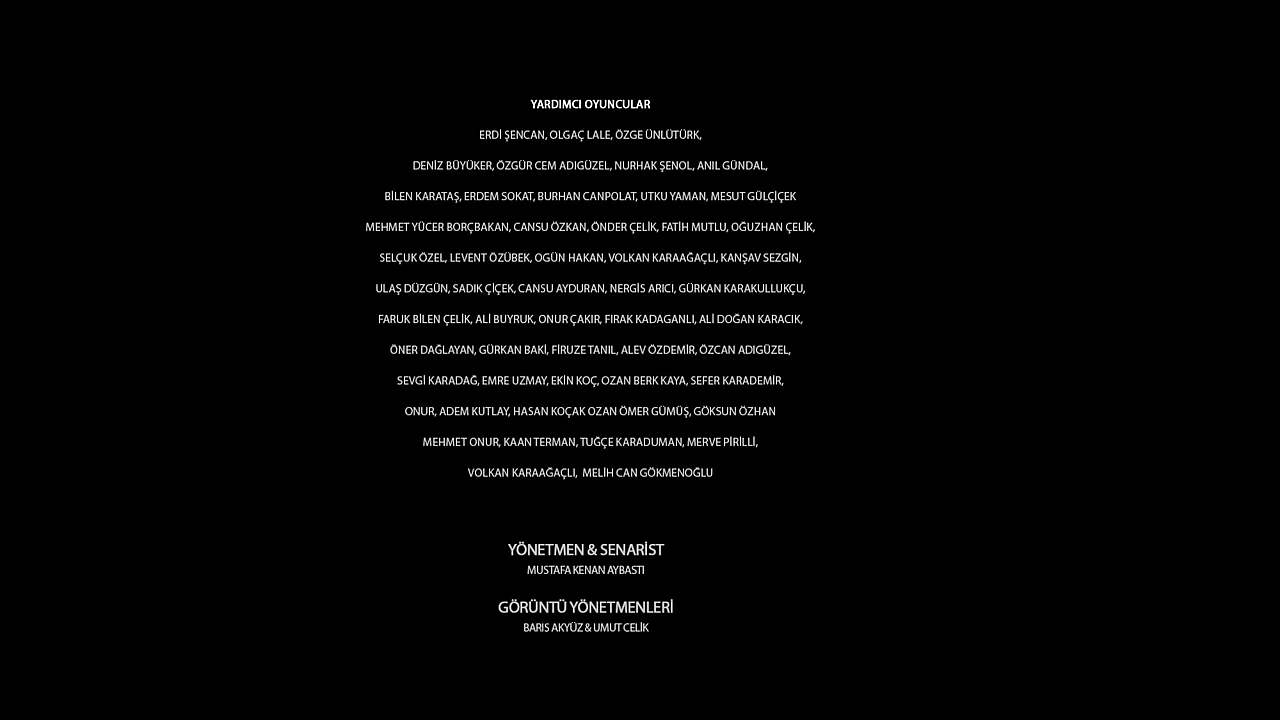 YARDIMCI OYUNCULAR
ERDİ ŞENCAN, OLGAÇ LALE, ÖZGE ÜNLÜTÜRK,
DENİZ BÜYÜKER, ÖZGÜR CEM ADIGÜZEL, NURHAK ŞENOL, ANIL GÜNDAL,
BİLEN KARATAŞ, ERDEM SOKAT, BURHAN CANPOLAT, UTKU YAMAN, MESUT GÜLÇİÇEK
MEHMET YÜCER BORÇBAKAN, CANSU ÖZKAN, ÖNDER ÇELİK, FATİH MUTLU, OĞUZHAN ÇELİK,
SELÇUK ÖZEL, LEVENT ÖZÜBEK, OGÜN HAKAN, VOLKAN KARAAĞAÇLI, KANŞAV SEZGİN,
ULAŞ DÜZGÜN, SADIK ÇİÇEK, CANSU AYDURAN, NERGİS ARICI, GÜRKAN KARAKULLUKÇU,
FARUK BİLEN ÇELİK, ALİ BUYRUK, ONUR ÇAKIR, FIRAK KADAGANLI, ALİ DOĞAN KARACIK,
ÖNER DAĞLAYAN, GÜRKAN BAKİ, FİRUZE TANIL, ALEV ÖZDEMİR, ÖZCAN ADIGÜZEL,
SEVGİ KARADAĞ, EMRE UZMAY, EKİN KOÇ, OZAN BERK KAYA, SEFER KARADEMİR,
ONUR, ADEM KUTLAY, HASAN KOÇAK OZAN ÖMER GÜMÜŞ, GÖKSUN ÖZHAN
MEHMET ONUR, KAAN TERMAN, TUĞÇE KARADUMAN, MERVE PİRİLLİ,
VOLKAN KARAAĞAÇLI, MELİH CAN GÖKMENOĞLU
YÖNETMEN & SENARİST
MUSTAFA KENAN AYBASTI
GÖRÜNTÜ YÖNETMENLERİ
BARIS AKYÜZ & UMUT CELİK